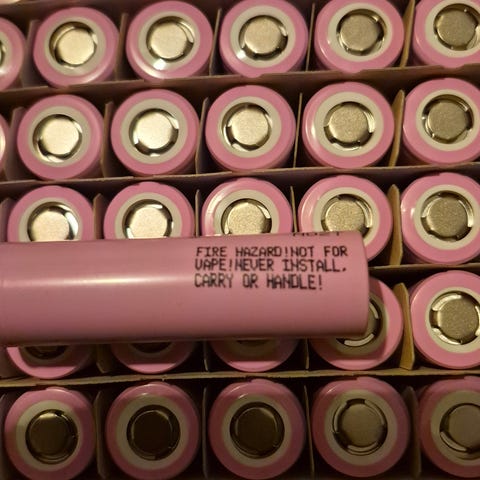 FIRE HAZARD!NOT FOR
VAPE!NEVER INSTALL,
CARRY OR HANDLE!